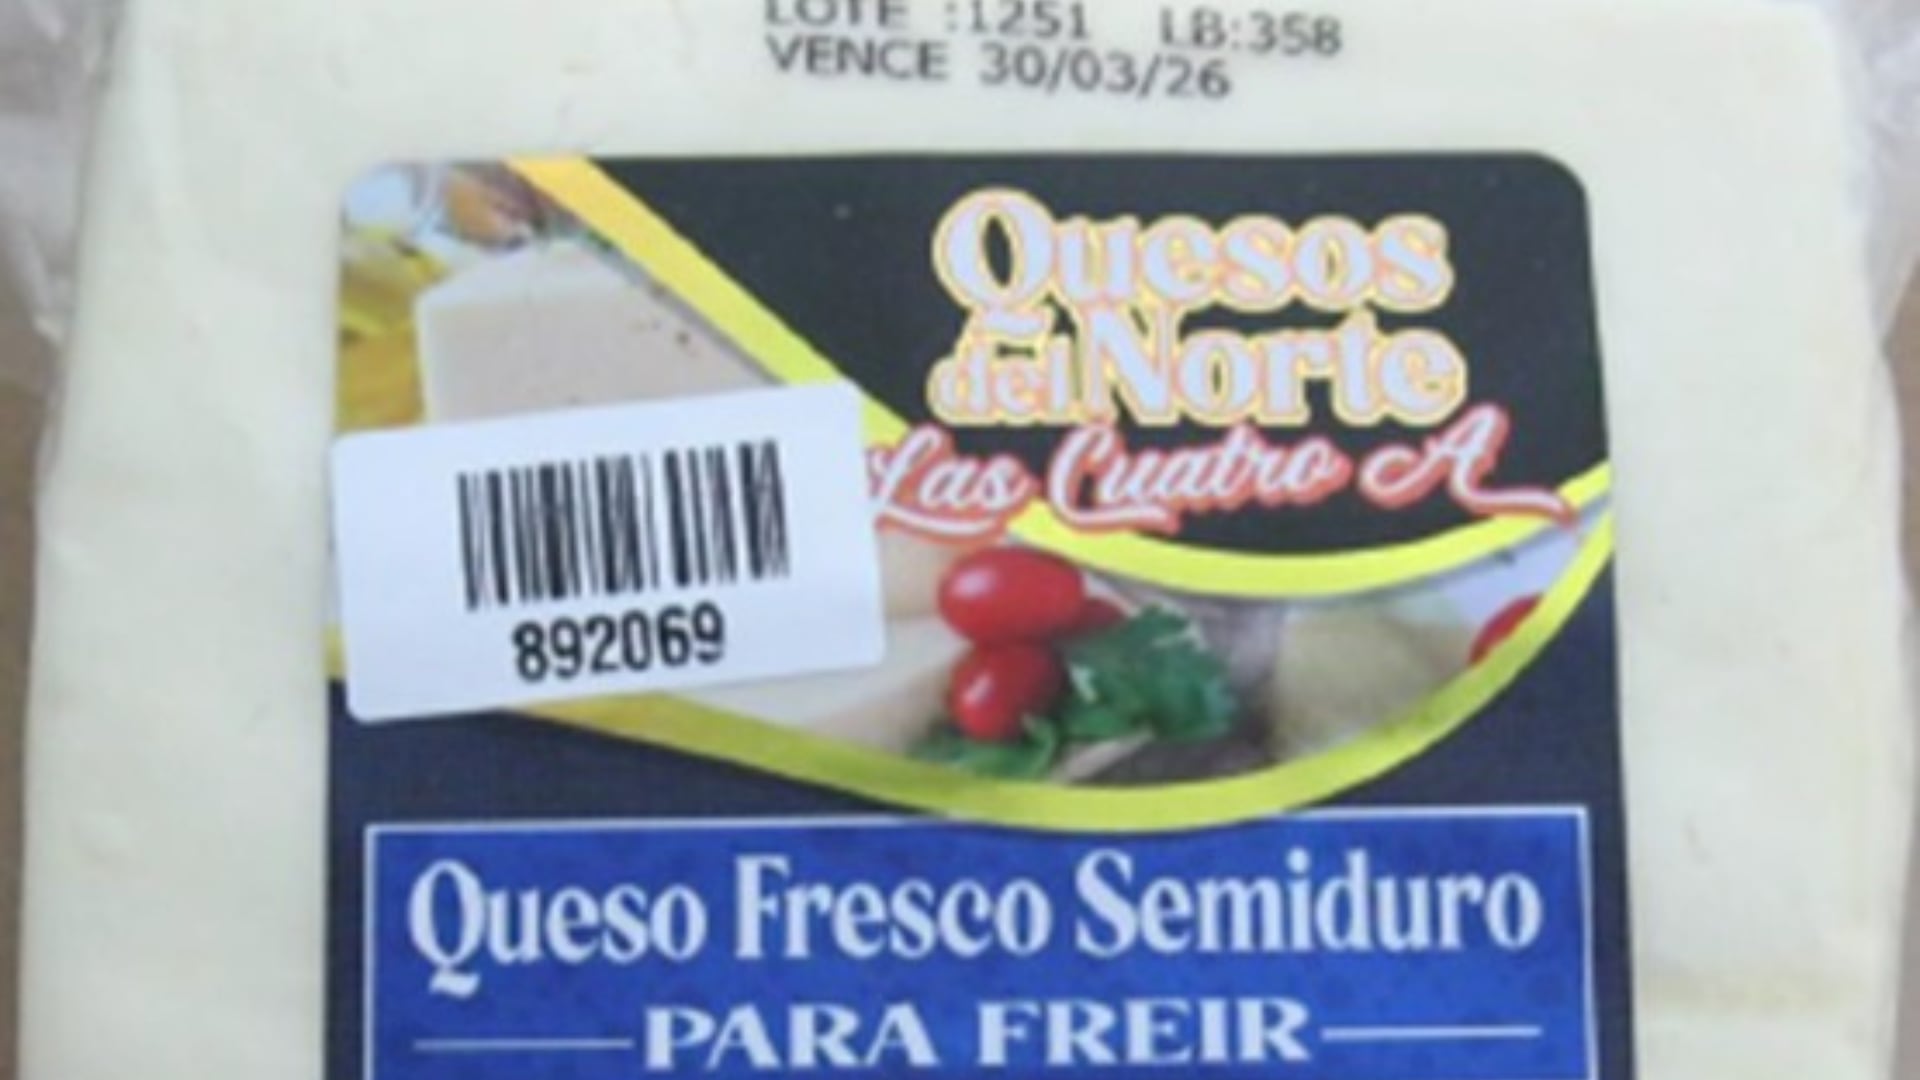 LOTE :1251 LB:358
VENCE 30/03/26
Quesos
del Norte
Las Cuatro A
892069
Queso Fresco Semiduro
PARA FREIR